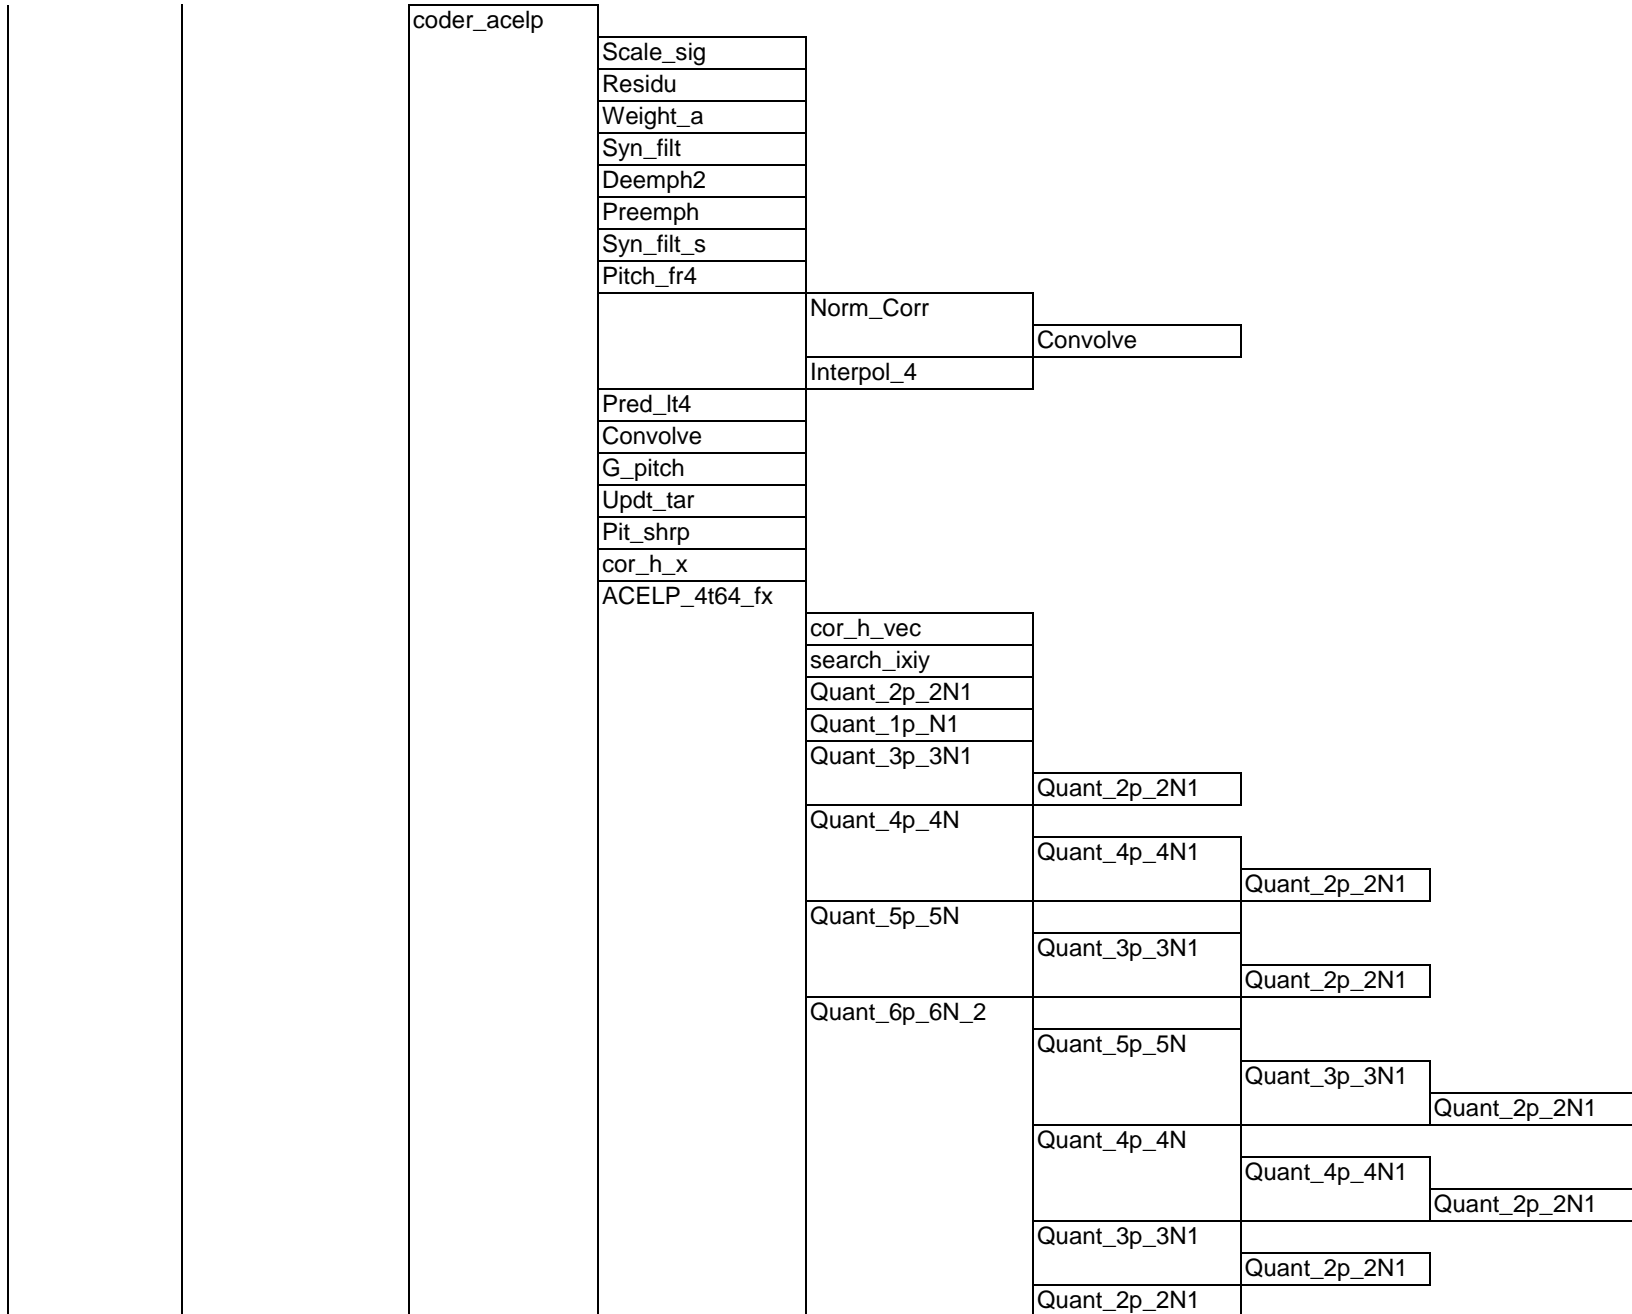 coder_acelp
Scale_sig
Residu
Weight_a
Syn_filt
Deemph2
Preemph
Syn_filt_s
Pitch_fr4
Norm_Corr
Convolve
Interpol_4
Pred_lt4
Convolve
G_pitch
Updt_tar
Pit_shrp
cor_h_x
ACELP_4t64_fx
cor_h_vec
search_ixiy
Quant_2p_2N1
Quant_1p_N1
Quant_3p_3N1
Quant_2p_2N1
Quant_4p_4N
Quant_4p_4N1
Quant_2p_2N1
Quant_5p_5N
Quant_3p_3N1
Quant_2p_2N1
Quant_6p_6N_2
Quant_5p_5N
Quant_3p_3N1
Quant_2p_2N1
Quant_4p_4N
Quant_4p_4N1
Quant_2p_2N1
Quant_3p_3N1
Quant_2p_2N1
Quant_2p_2N1